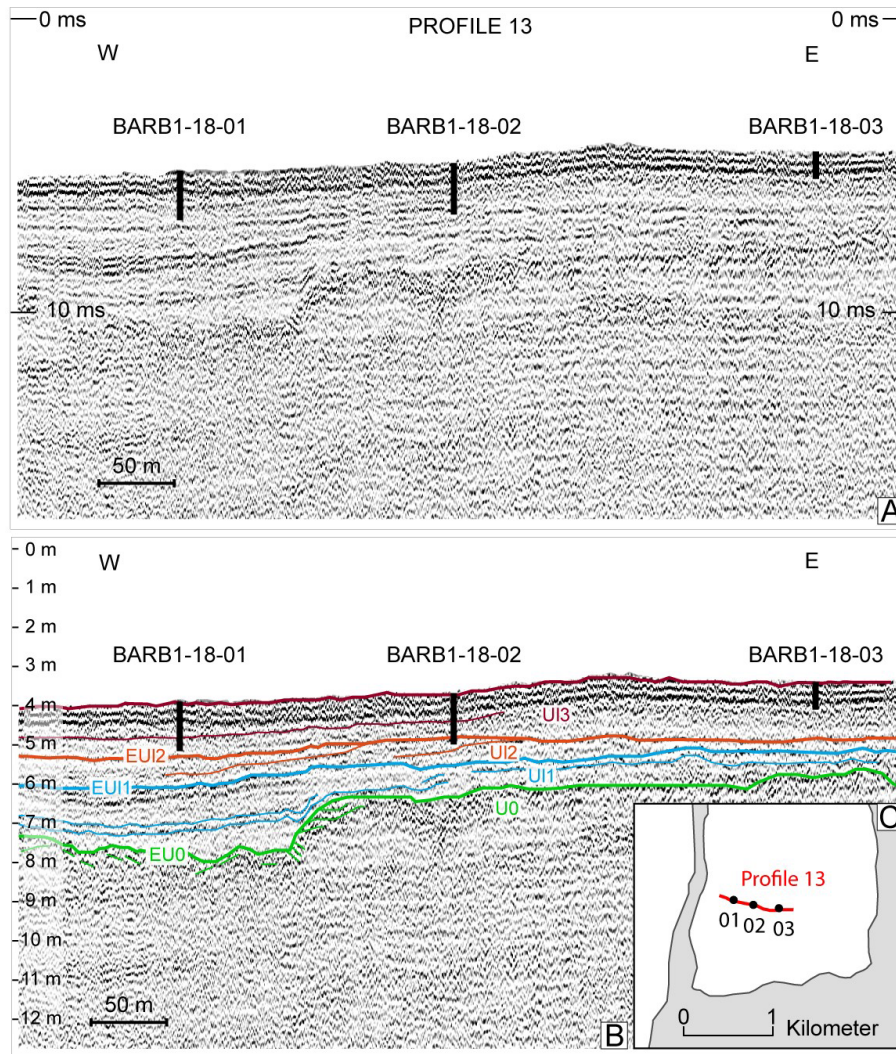 0 ms PROFILE 13 0 ms
W E
BARB1-18-01 BARB1-18-02 BARB1-18-03
10 ms 10 ms
50 m
A
0 m
W E
1 m
2 m
BARB1-18-01 BARB1-18-02 BARB1-18-03
3 m
4 m
UI3
5 m
EUI2 UI2
6 m
EUI1 UI1
U0
7 m
EU0
8 m
9 m
10 m
11 m
12 m
50 m
B
C
Profile 13
01 02 03
0 1
Kilometer